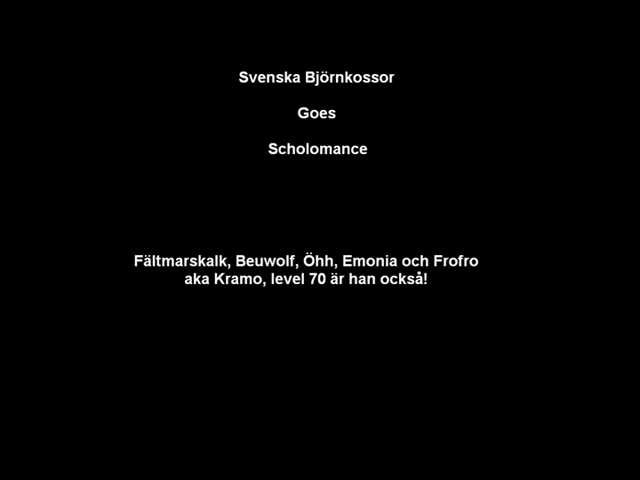 Svenska Björnkossor
Goes
Scholomance
Fältmarskalk, Beuwolf, Öhh, Emonia och Frofro
aka Kramo, level 70 är han också!